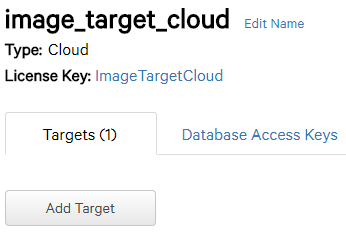 image_target_cloud Edit Name
Type: Cloud
License Key: ImageTargetCloud
Targets (1) Database Access Keys
Add Target